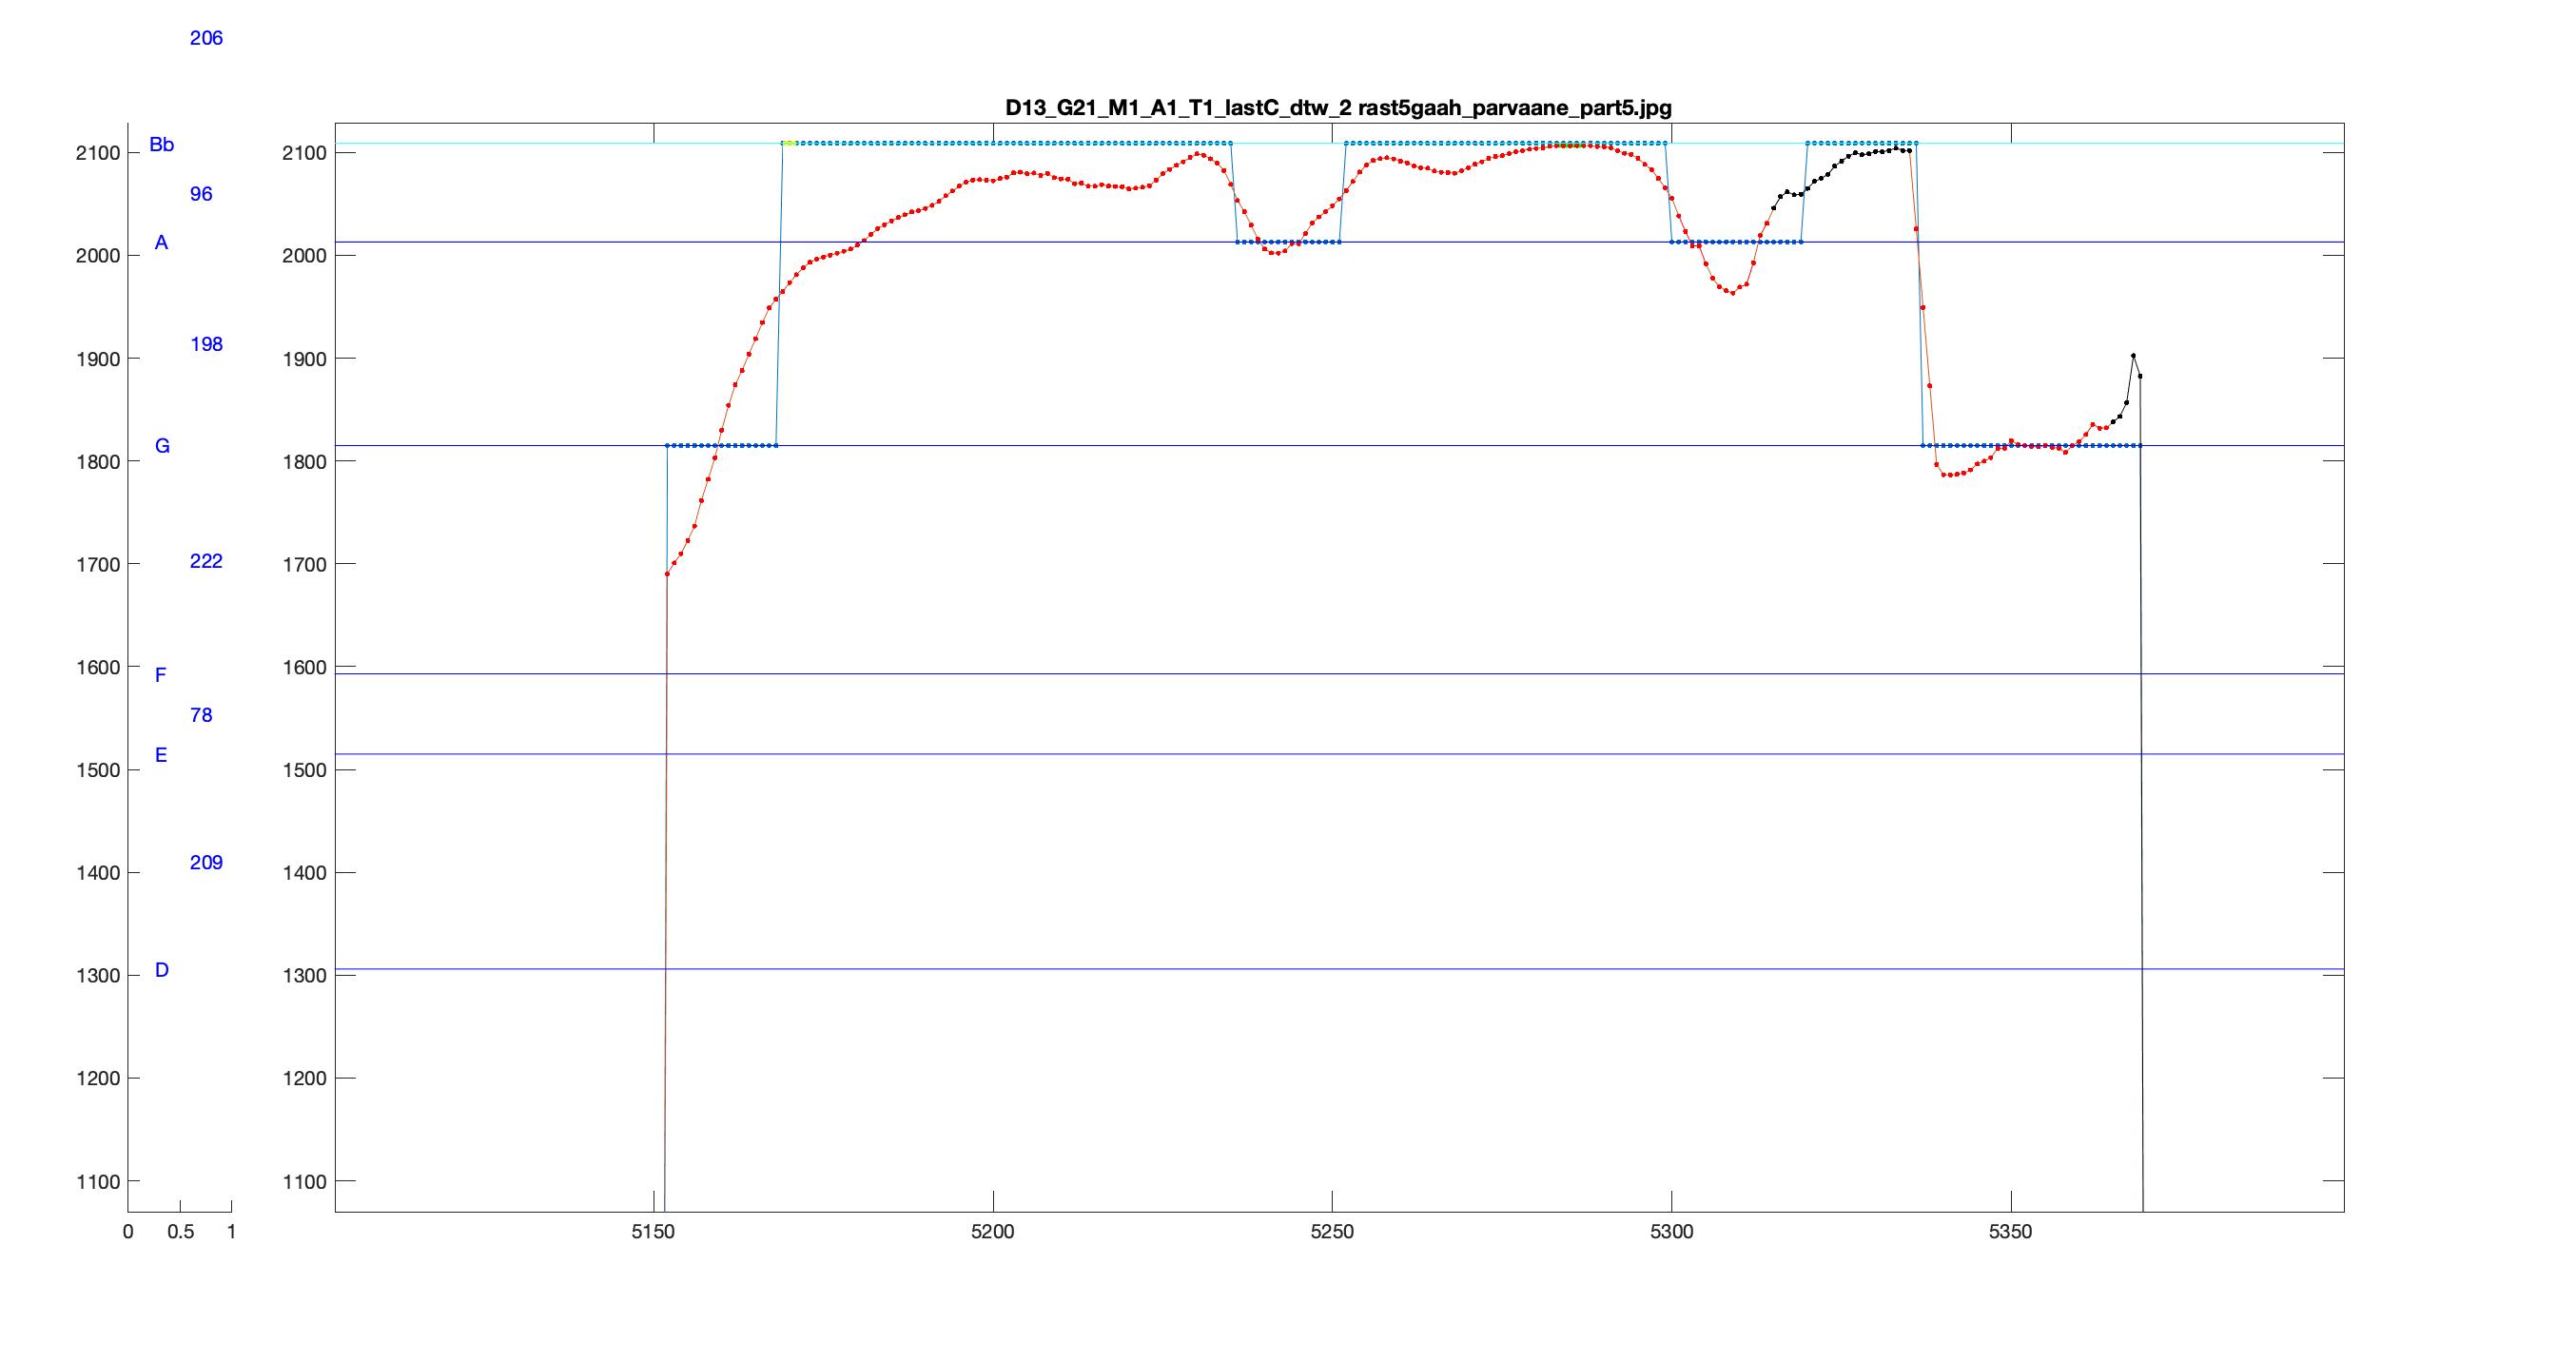 206
D13_G21_M1_A1_T1_lastC_dtw_2 rast5gaah_parvaane_part5.jpg
2100 Bb 2100
96
2000 A 2000
198
1900 1900
G
1800 1800
222
1700 1700
1600 F 1600
78
E
1500 1500
209
1400 1400
1300 D 1300
1200 1200
1100 1100
0 0.5 1 5150 5200 5250 5300 5350